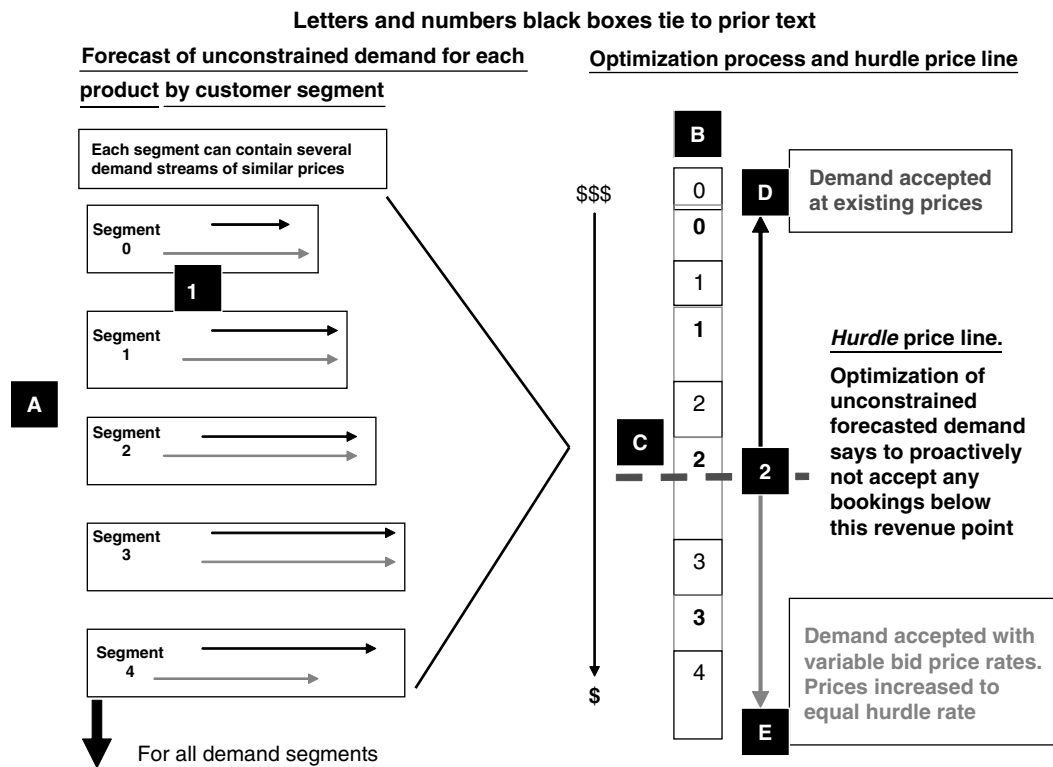 Letters and numbers black boxes tie to prior text
Forecast of unconstrained demand for each
product by customer segment
Each segment can contain several
demand streams of similar prices
Segment
0
1
Segment
1
A
Segment
2
Segment
3
Segment
4
For all demand segments
Optimization process and hurdle price line
$$$
$
B
0
0
1
1
2
2
3
3
4
C
D
2
E
Demand accepted
at existing prices
Hurdle price line.
Optimization of
unconstrained
forecasted demand
says to proactively
not accept any
bookings below
this revenue point
Demand accepted with
variable bid price rates.
Prices increased to
equal hurdle rate